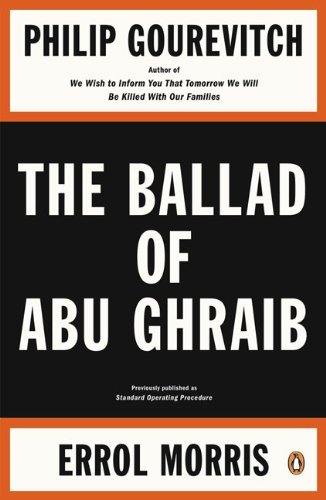 PHILIP GOUREVITCH
Author of
We Wish to Inform You That Tomorrow We Will
Be Killed With Our Families
THE BALLAD
OF
ABU GHRAIB
Previously published as
Standard Operating Procedure
ERROL MORRIS